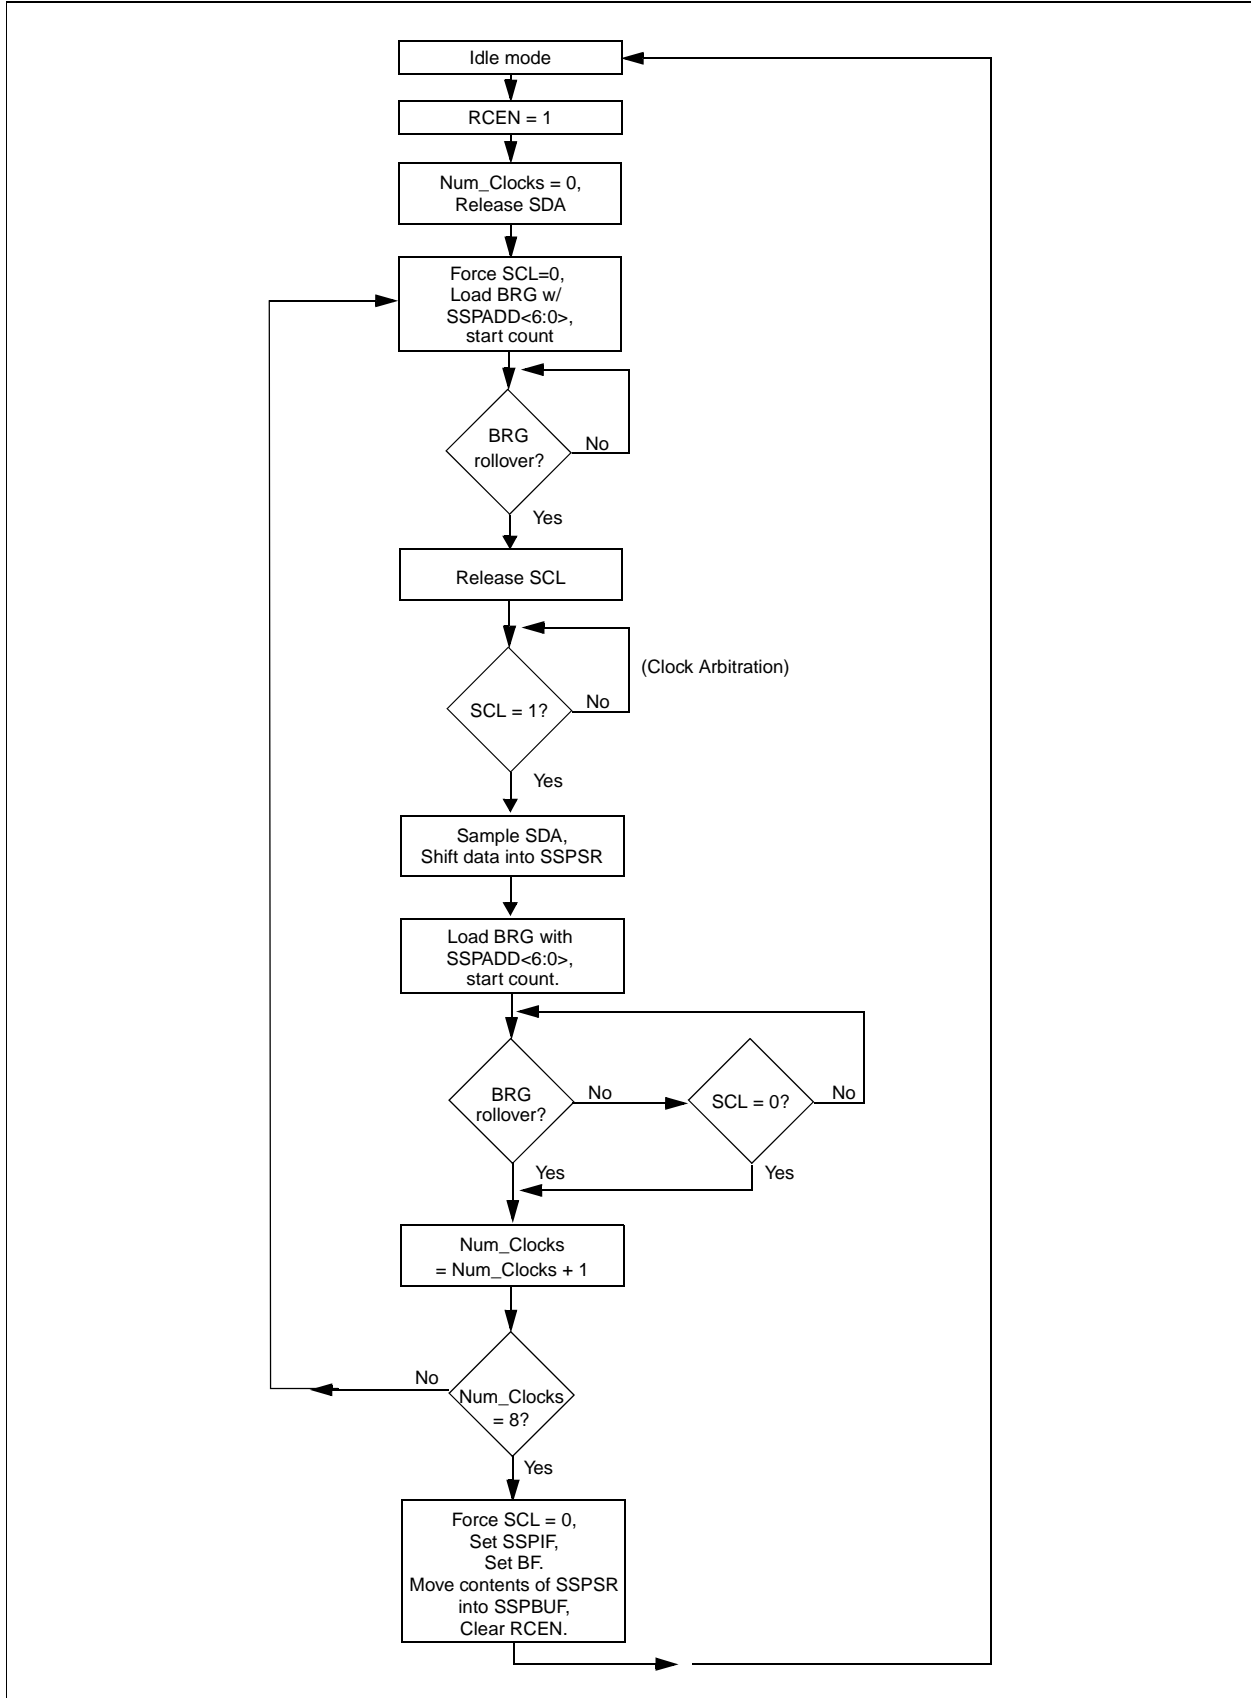 Idle mode
RCEN = 1
Num_Clocks = 0,
Release SDA
Force SCL=0,
Load BRG w/
SSPADD<6:0>,
start count
BRG
rollover?
No
Yes
Release SCL
(Clock Arbitration)
SCL = 1?
No
Yes
Sample SDA,
Shift data into SSPSR
Load BRG with
SSPADD<6:0>,
start count.
BRG
rollover?
No
SCL = 0?
No
Yes
Yes
Num_Clocks
= Num_Clocks + 1
No
Num_Clocks
= 8?
Yes
Force SCL = 0,
Set SSPIF,
Set BF.
Move contents of SSPSR
into SSPBUF,
Clear RCEN.